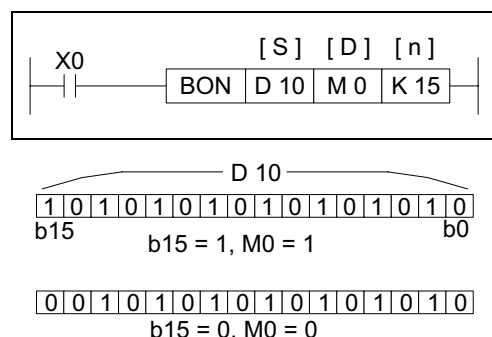 [ S ] [ D ] [ n ]
X0
BON D 10 M 0 K 15
D 10
1 0 1 0 1 0 1 0 1 0 1 0 1 0 1 0
b15 b0
b15 = 1, M0 = 1
0 0 1 0 1 0 1 0 1 0 1 0 1 0 1 0
b15 = 0, M0 = 0